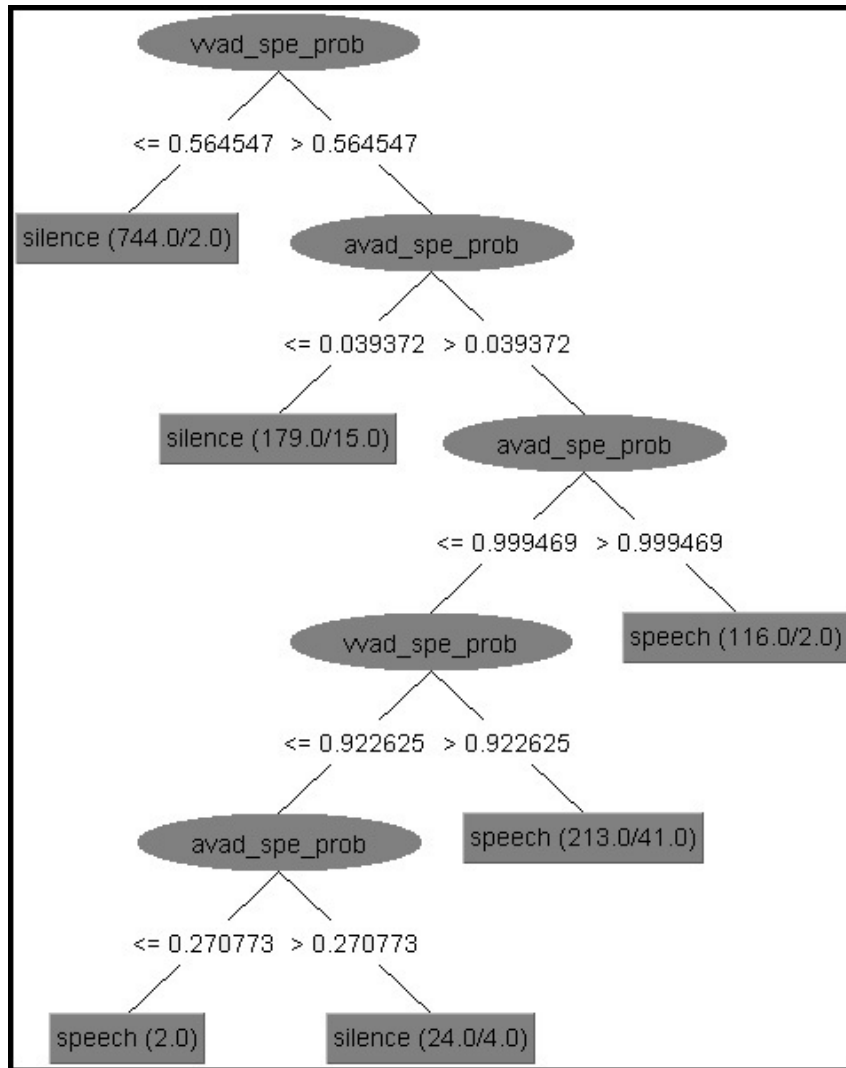 vvad_spe_prob
<= 0.564547 > 0.564547
silence (744.0/2.0)
avad_spe_prob
<= 0.039372 > 0.039372
silence (179.0/15.0)
avad_spe_prob
<= 0.999469 > 0.999469
vvad_spe_prob
speech (116.0/2.0)
<= 0.922625 > 0.922625
avad_spe_prob
speech (213.0/41.0)
<= 0.270773 > 0.270773
speech (2.0)
silence (24.0/4.0)